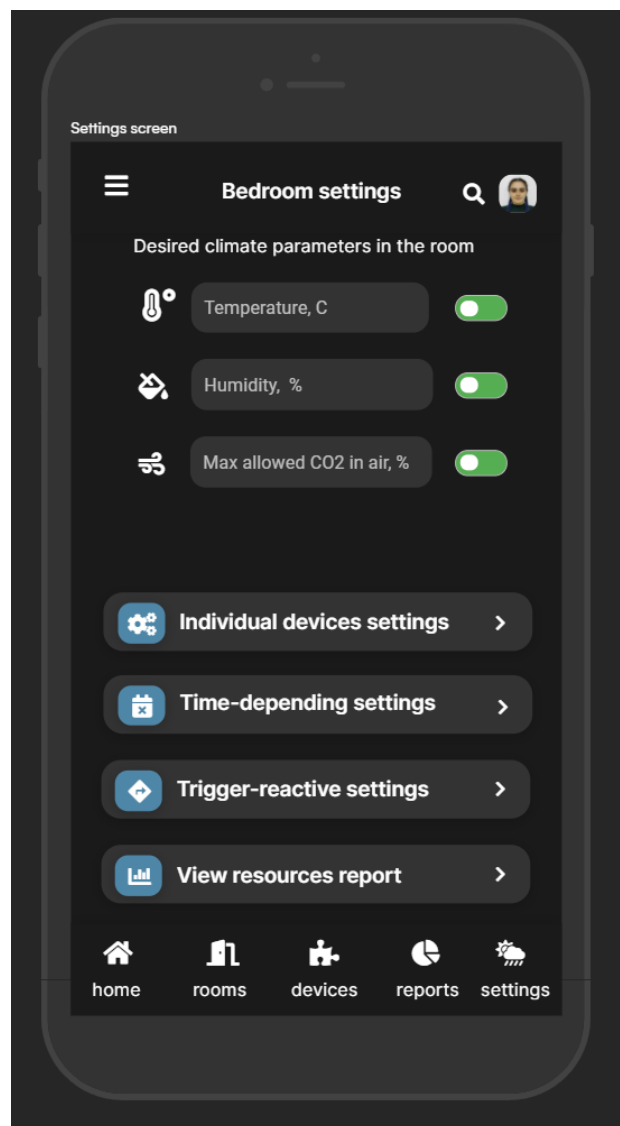 Settings screen
Bedroom settings
Desired climate parameters in the room
Temperature, C
Humidity, %
Max allowed CO2 in air, %
Individual devices settings
Time-depending settings
Trigger-reactive settings
View resources report
home rooms devices reports settings